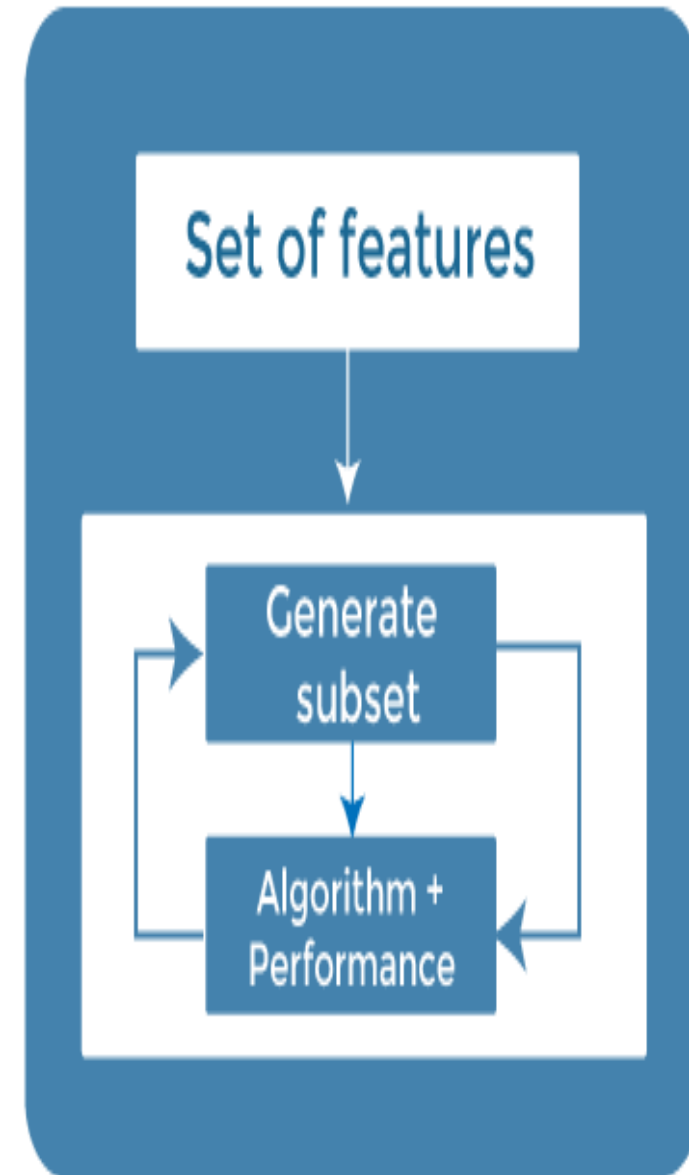 Set of features
Generate
subset
Algorithm +
Performance